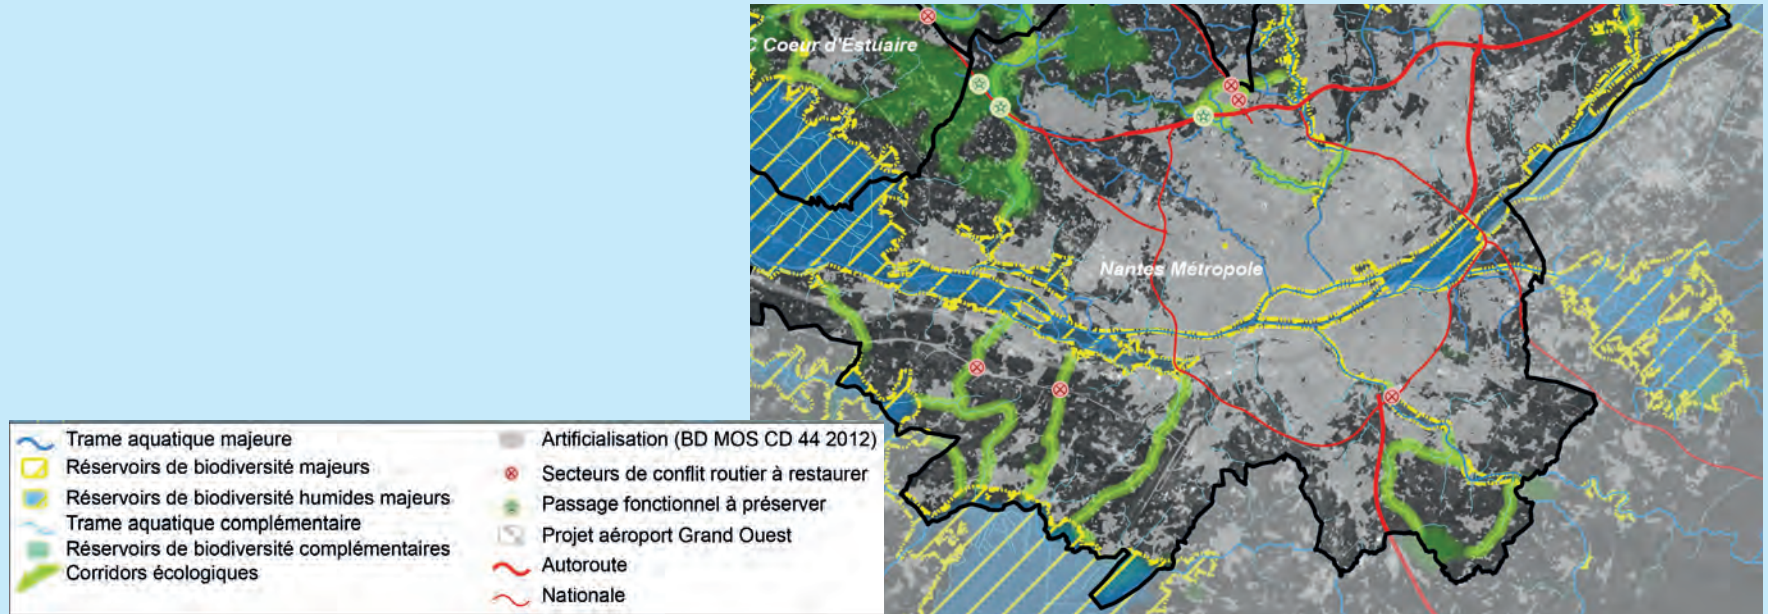 C Coeur d'Estuaire
Nantes Métropole
Trame aquatique majeure
Réservoirs de biodiversité majeurs
Réservoirs de biodiversité humides majeurs
Trame aquatique complémentaire
Réservoirs de biodiversité complémentaires
Corridors écologiques
Artificialisation (BD MOS CD 44 2012)
Secteurs de conflit routier à restaurer
Passage fonctionnel à préserver
Projet aéroport Grand Ouest
Autoroute
Nationale